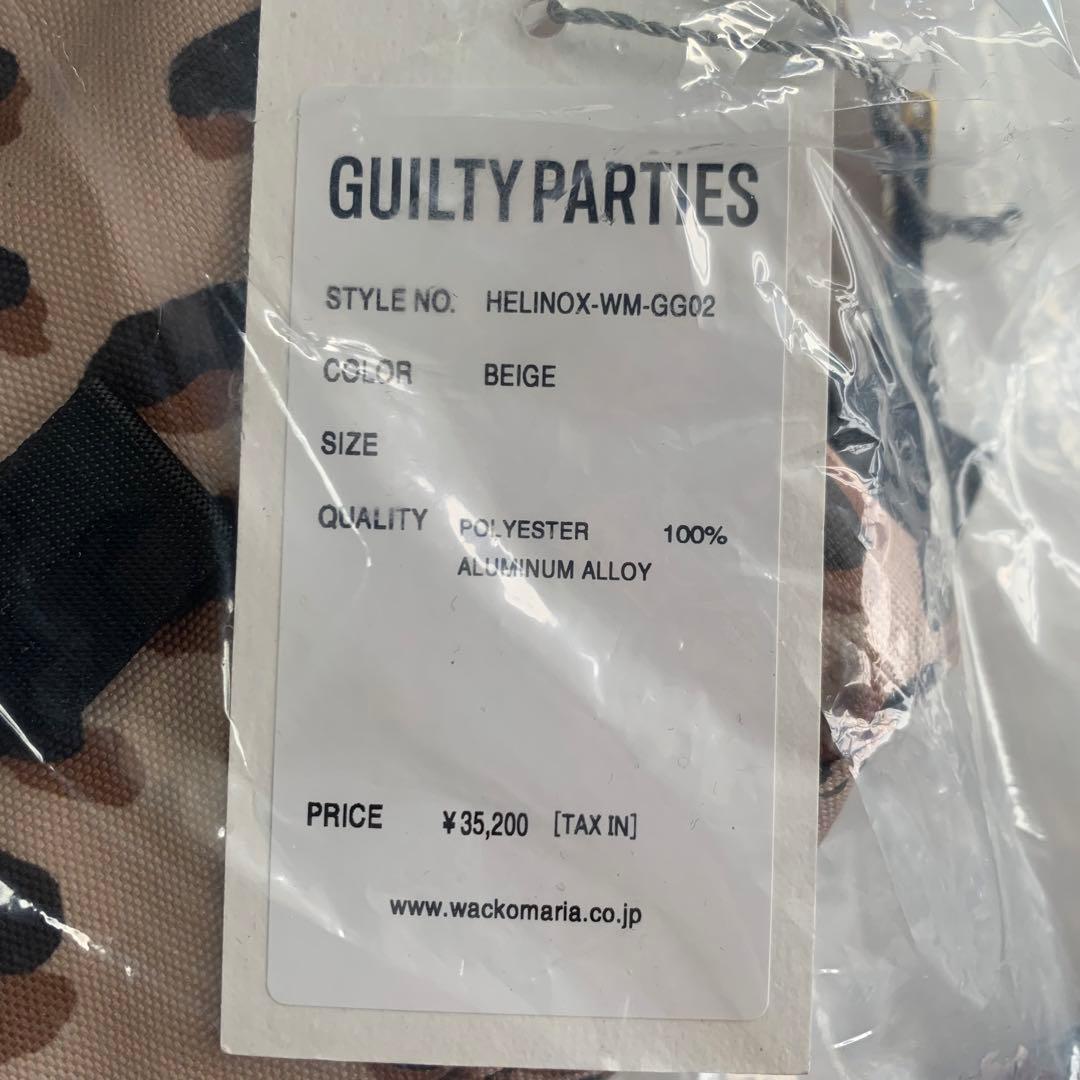 GUILTY PARTIES
STYLE NO. HELINOX-WM-GG02
COLOR BEIGE
SIZE
QUALITY POLYESTER 100%
ALUMINUM ALLOY
PRICE ¥35,200 [TAX IN]
www.wackomaria.co.jp